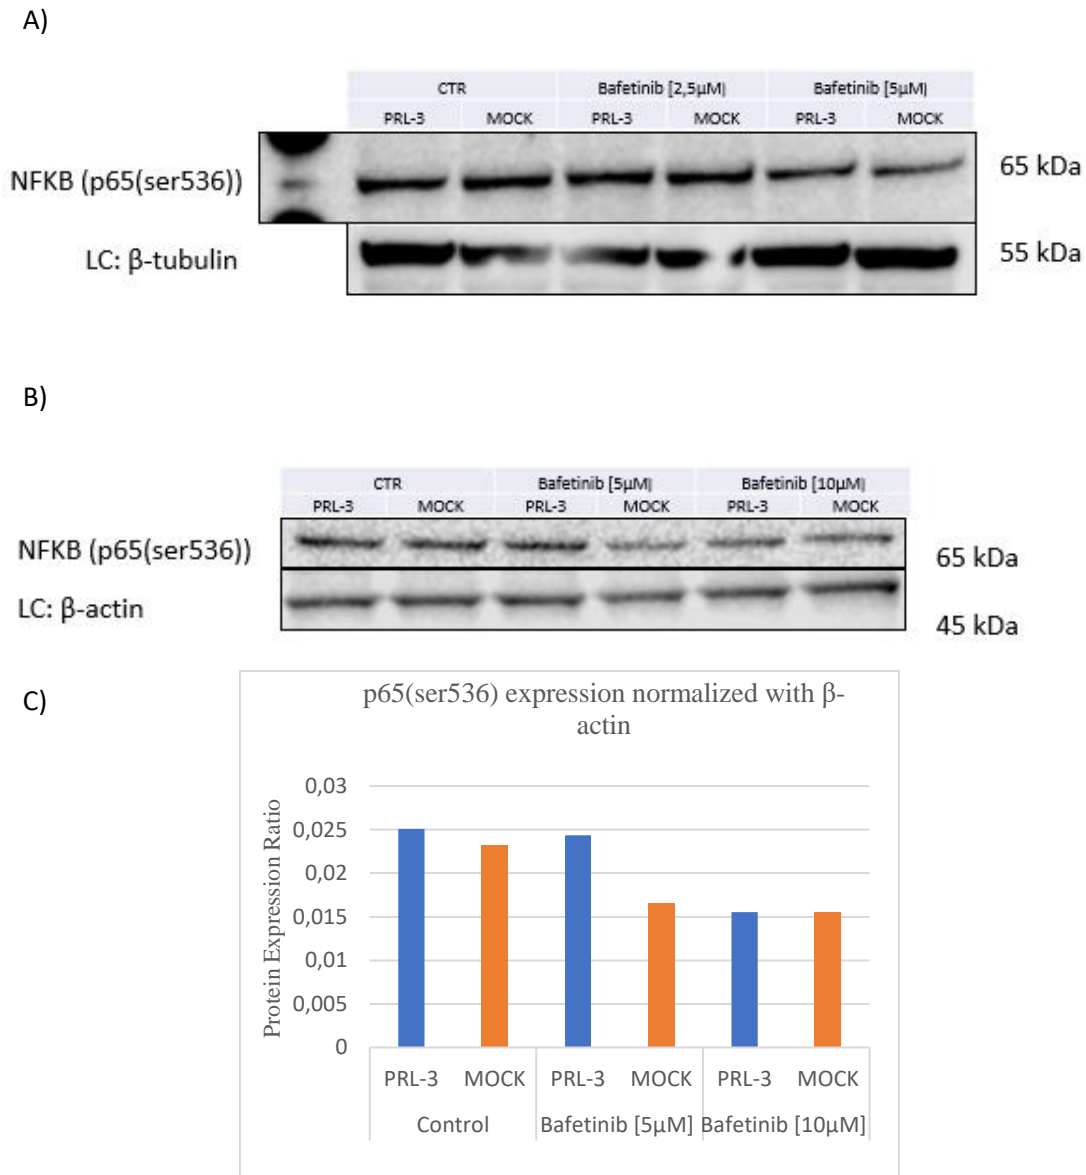 A)
CTR Bafetinib [2,5µM) Bafetinib [5µM)
PRL-3 MOCK PRL-3 MOCK PRL-3 MOCK
NFKB (p65(ser536)) 65 kDa
LC: β-tubulin 55 kDa
B)
CTR Bafetinib [5µM) Bafetinib [10µM)
PRL-3 MOCK PRL-3 MOCK PRL-3 MOCK
NFKB (p65(ser536)) 65 kDa
LC: β-actin 45 kDa
C)
p65(ser536) expression normalized with β-
actin
Protein Expression Ratio
0,03
0,025
0,02
0,015
0,01
0,005
0
PRL-3 MOCK PRL-3 MOCK PRL-3 MOCK
Control Bafetinib [5µM] Bafetinib [10µM]